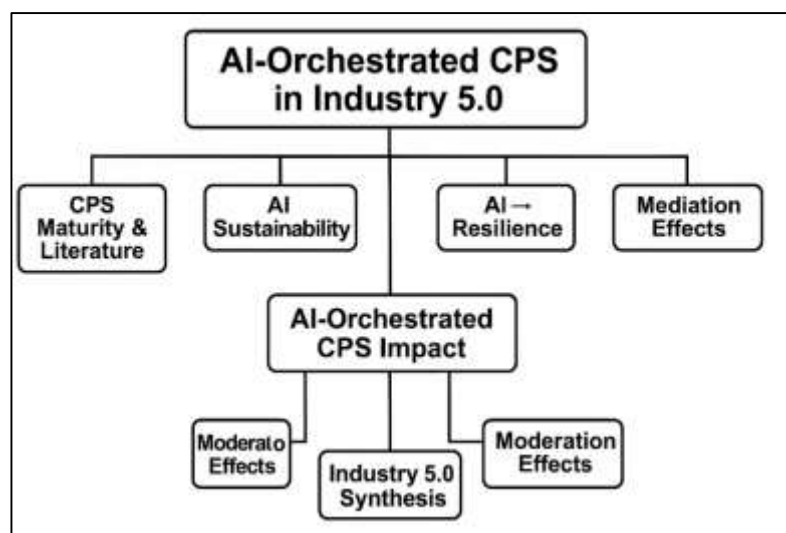 AI-Orchestrated CPS
in Industry 5.0
CPS
Maturity &
Literature
AI
Sustainability
AI →
Resilience
Mediation
Effects
AI-Orchestrated
CPS Impact
Moderato
Effects
Industry 5.0
Synthesis
Moderation
Effects